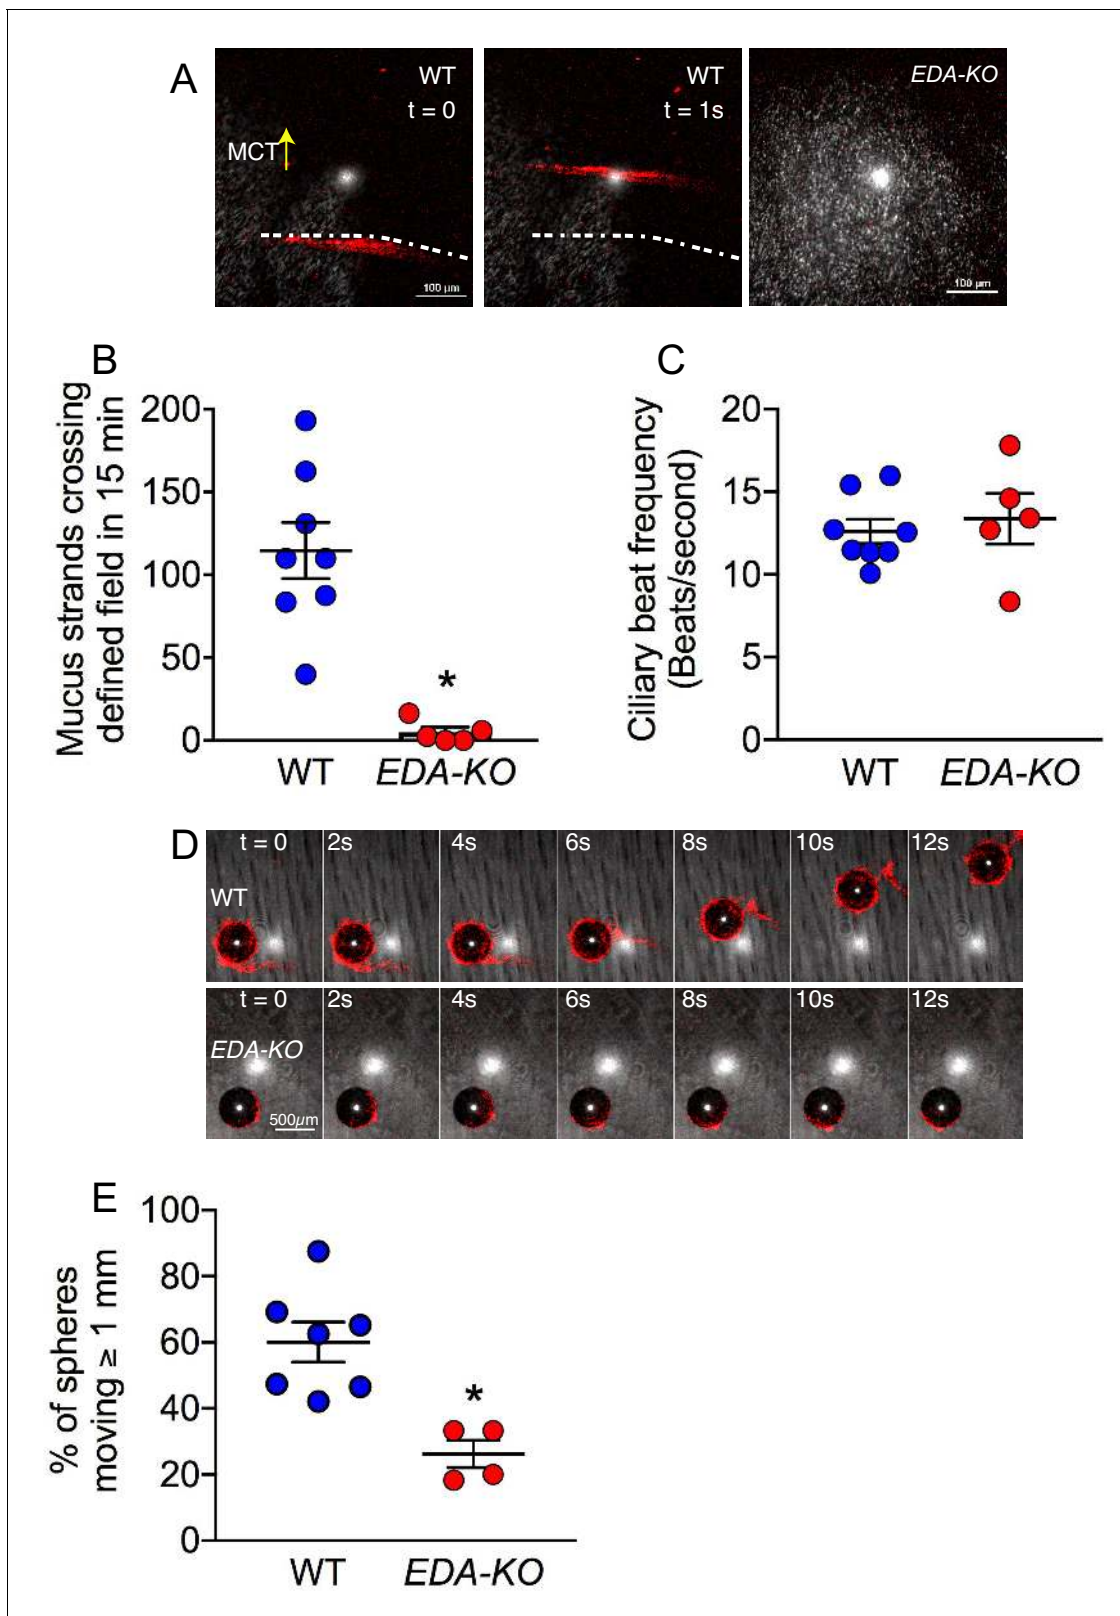 A
WT
t = 0
MCT
100 µm
WT
t = 1s
EDA-KO
100 µm
B
Mucus strands crossing
defined field in 15 min
200
150
100
50
0
*
WT
EDA-KO
C
Ciliary beat frequency
(Beats/second)
20
15
10
5
0
WT
EDA-KO
D
t = 0
2s
4s
6s
8s
10s
12s
WT
t = 0
2s
4s
6s
8s
10s
12s
EDA-KO
500µm
E
% of spheres
moving ≥ 1 mm
100
80
60
40
20
0
*
WT
EDA-KO